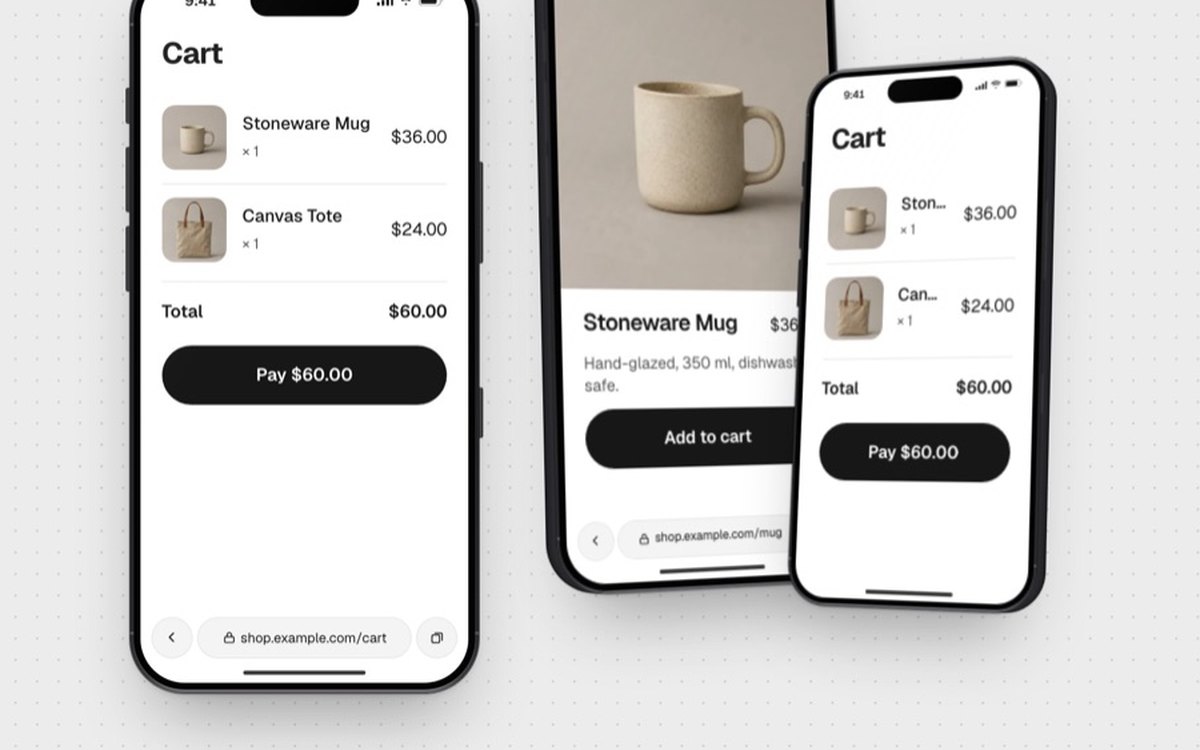 9:41
Cart
Stoneware Mug
× 1
$36.00
Canvas Tote
× 1
$24.00
Total
$60.00
Pay $60.00
shop.example.com/cart
Stoneware Mug
$36
Hand-glazed, 350 ml, dishwash
safe.
Add to cart
shop.example.com/mug
9:41
Cart
Ston...
× 1
$36.00
Can...
× 1
$24.00
Total
$60.00
Pay $60.00